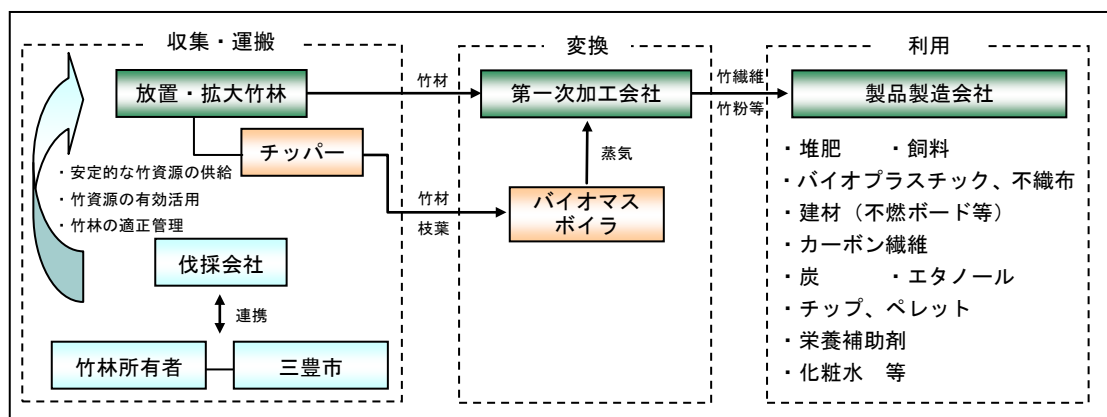 収集・運搬
放置・拡大竹林
チッパー
・安定的な竹資源の供給
・竹資源の有効活用
・竹林の適正管理
伐採会社
連携
竹林所有者
三豊市
竹材
竹材
枝葉
変換
第一次加工会社
蒸気
バイオマス
ボイラ
竹繊維
竹粉等
利用
製品製造会社
・堆肥　・飼料
・バイオプラスチック、不織布
・建材（不燃ボード等）
・カーボン繊維
・炭　・エタノール
・チップ、ペレット
・栄養補助剤
・化粧水　等